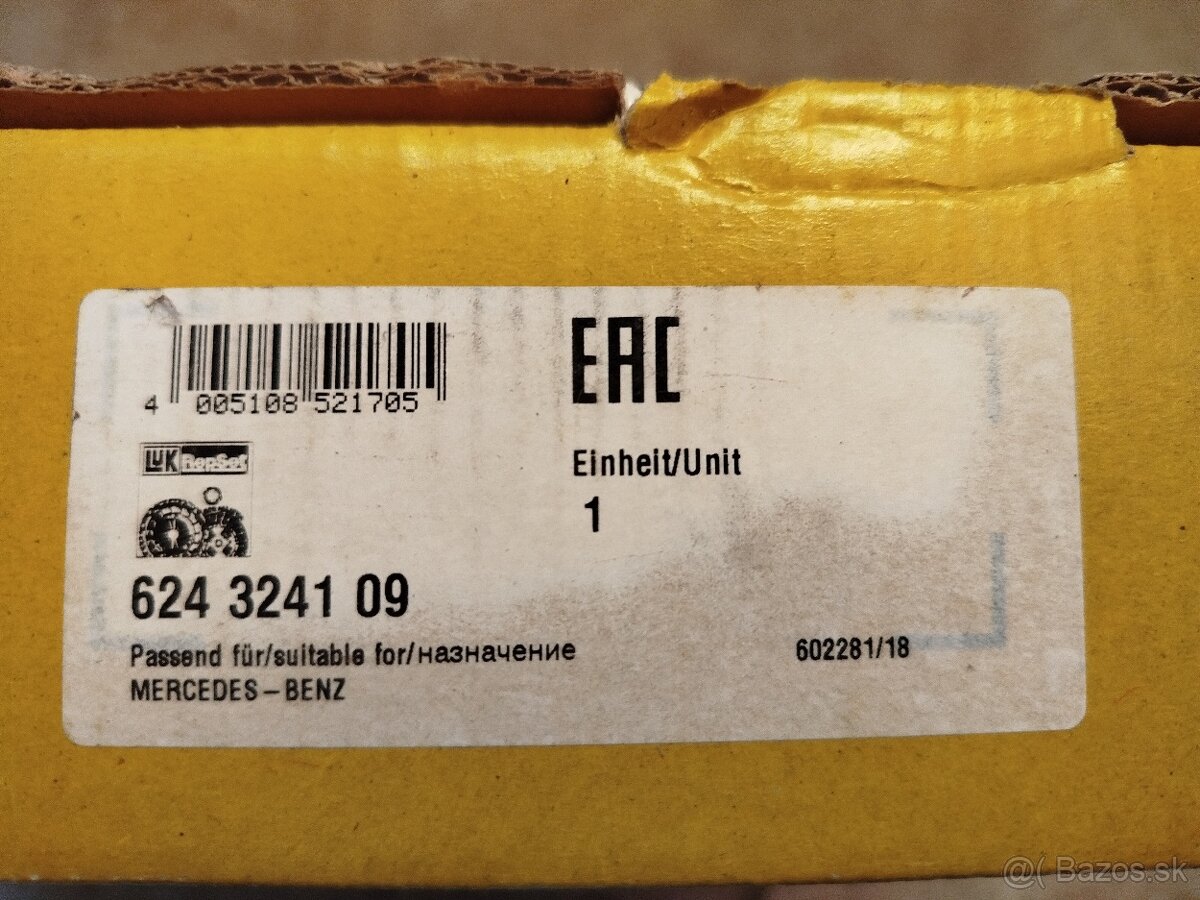 4 005108 521705
EAC
LUK RepSet
Einheit/Unit
1
624 3241 09
Passend für/suitable for/назначение
602281/18
MERCEDES-BENZ
@( Bazos.sk